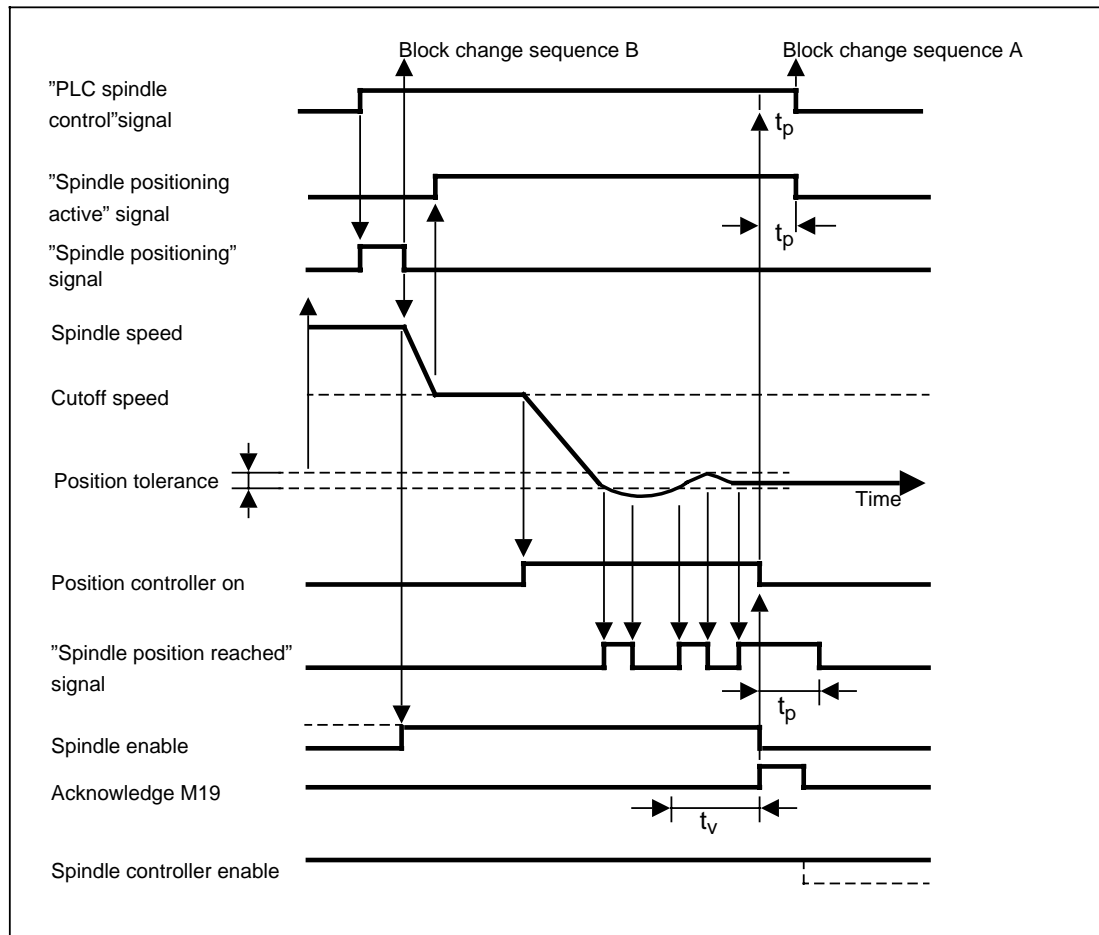 Block change sequence B
Block change sequence A
”PLC spindle
control”signal
tp
”Spindle positioning
active” signal
tp
”Spindle positioning”
signal
Spindle speed
Cutoff speed
Position tolerance
Time
Position controller on
”Spindle position reached”
signal
tp
Spindle enable
Acknowledge M19
tv
Spindle controller enable